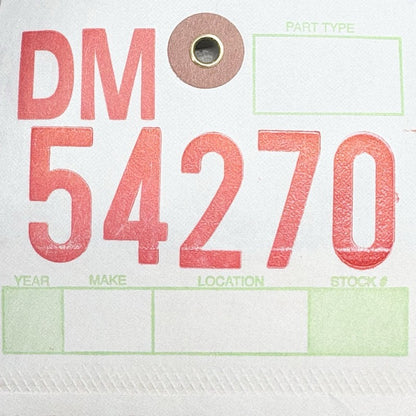 DM
PART TYPE
54270
YEAR MAKE LOCATION STOCK #